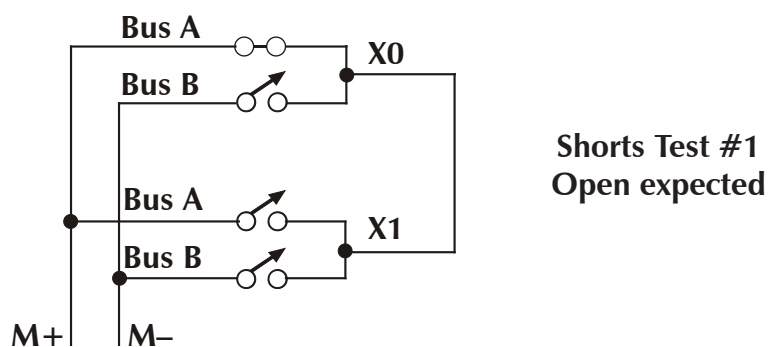 Bus A
X0
Bus B
Shorts Test #1
Open expected
Bus A
X1
Bus B
M+
M–